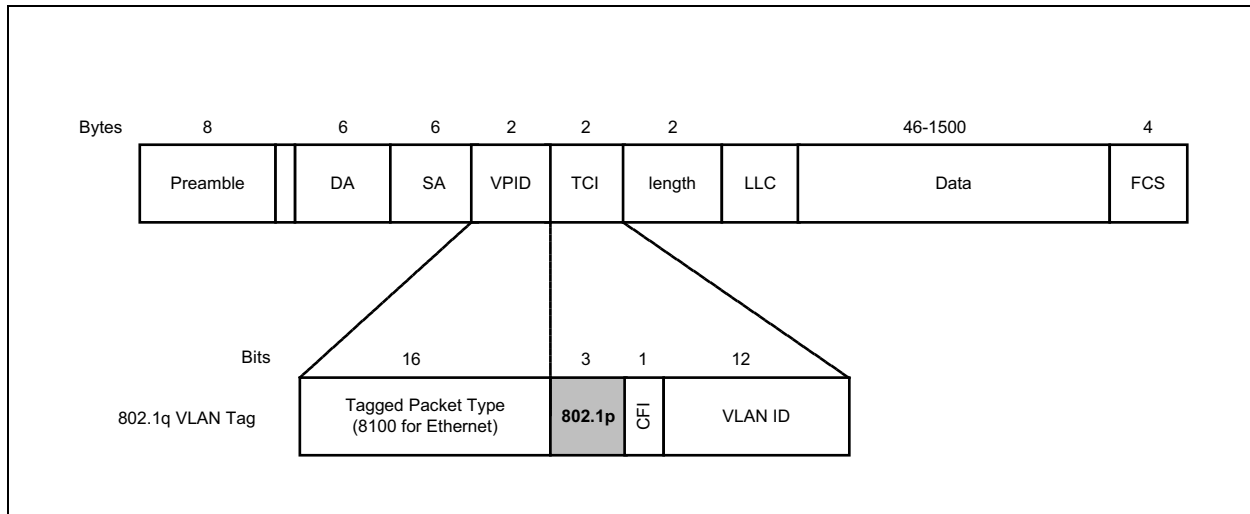 Bytes 8 6 6 2 2 2 46-1500 4
Preamble DA SA VPID TCI length LLC Data FCS
Bits 16 3 1 12
802.1q VLAN Tag
Tagged Packet Type
(8100 for Ethernet)
802.1p
CFI
VLAN ID